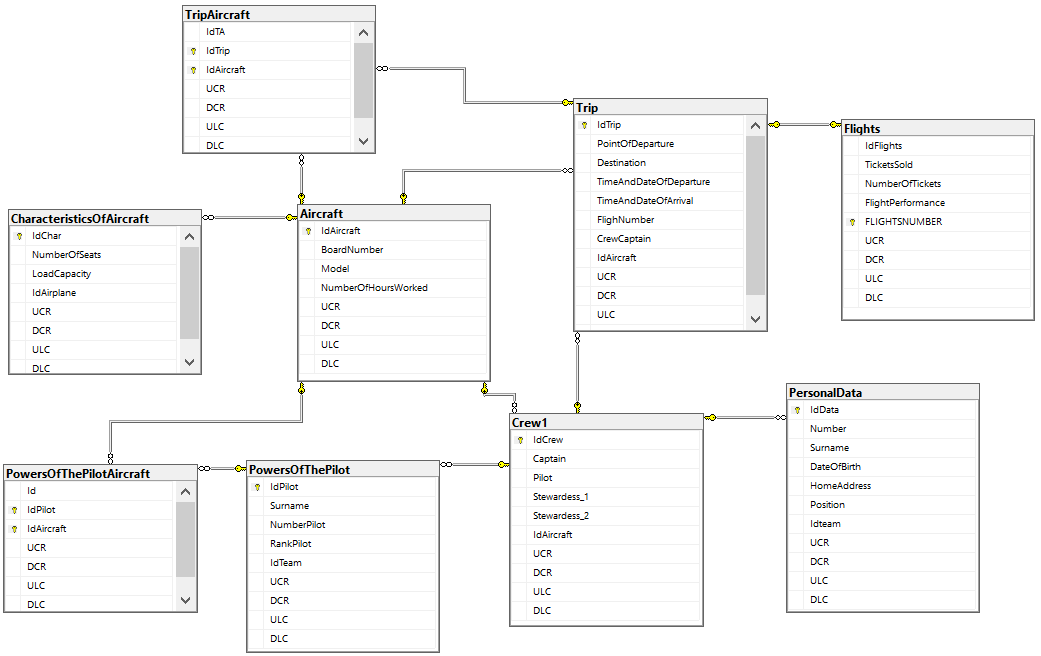 TripAircraft
IdTA
IdTrip
IdAircraft
UCR
DCR
ULC
DLC
Trip
IdTrip
PointOfDeparture
Destination
TimeAndDateOfDeparture
TimeAndDateOfArrival
FlighNumber
CrewCaptain
IdAircraft
UCR
DCR
ULC
Flights
IdFlights
TicketsSold
NumberOfTickets
FlightPerformance
FLIGHTSNUMBER
UCR
DCR
ULC
DLC
CharacteristicsOfAircraft
IdChar
NumberOfSeats
LoadCapacity
IdAirplane
UCR
DCR
ULC
DLC
Aircraft
IdAircraft
BoardNumber
Model
NumberOfHoursWorked
UCR
DCR
ULC
DLC
PowersOfThePilotAircraft
Id
IdPilot
IdAircraft
UCR
DCR
ULC
DLC
PowersOfThePilot
IdPilot
Surname
NumberPilot
RankPilot
IdTeam
UCR
DCR
ULC
DLC
Crew1
IdCrew
Captain
Pilot
Stewardess_1
Stewardess_2
IdAircraft
UCR
DCR
ULC
DLC
PersonalData
IdData
Number
Surname
DateOfBirth
HomeAddress
Position
Idteam
UCR
DCR
ULC
DLC